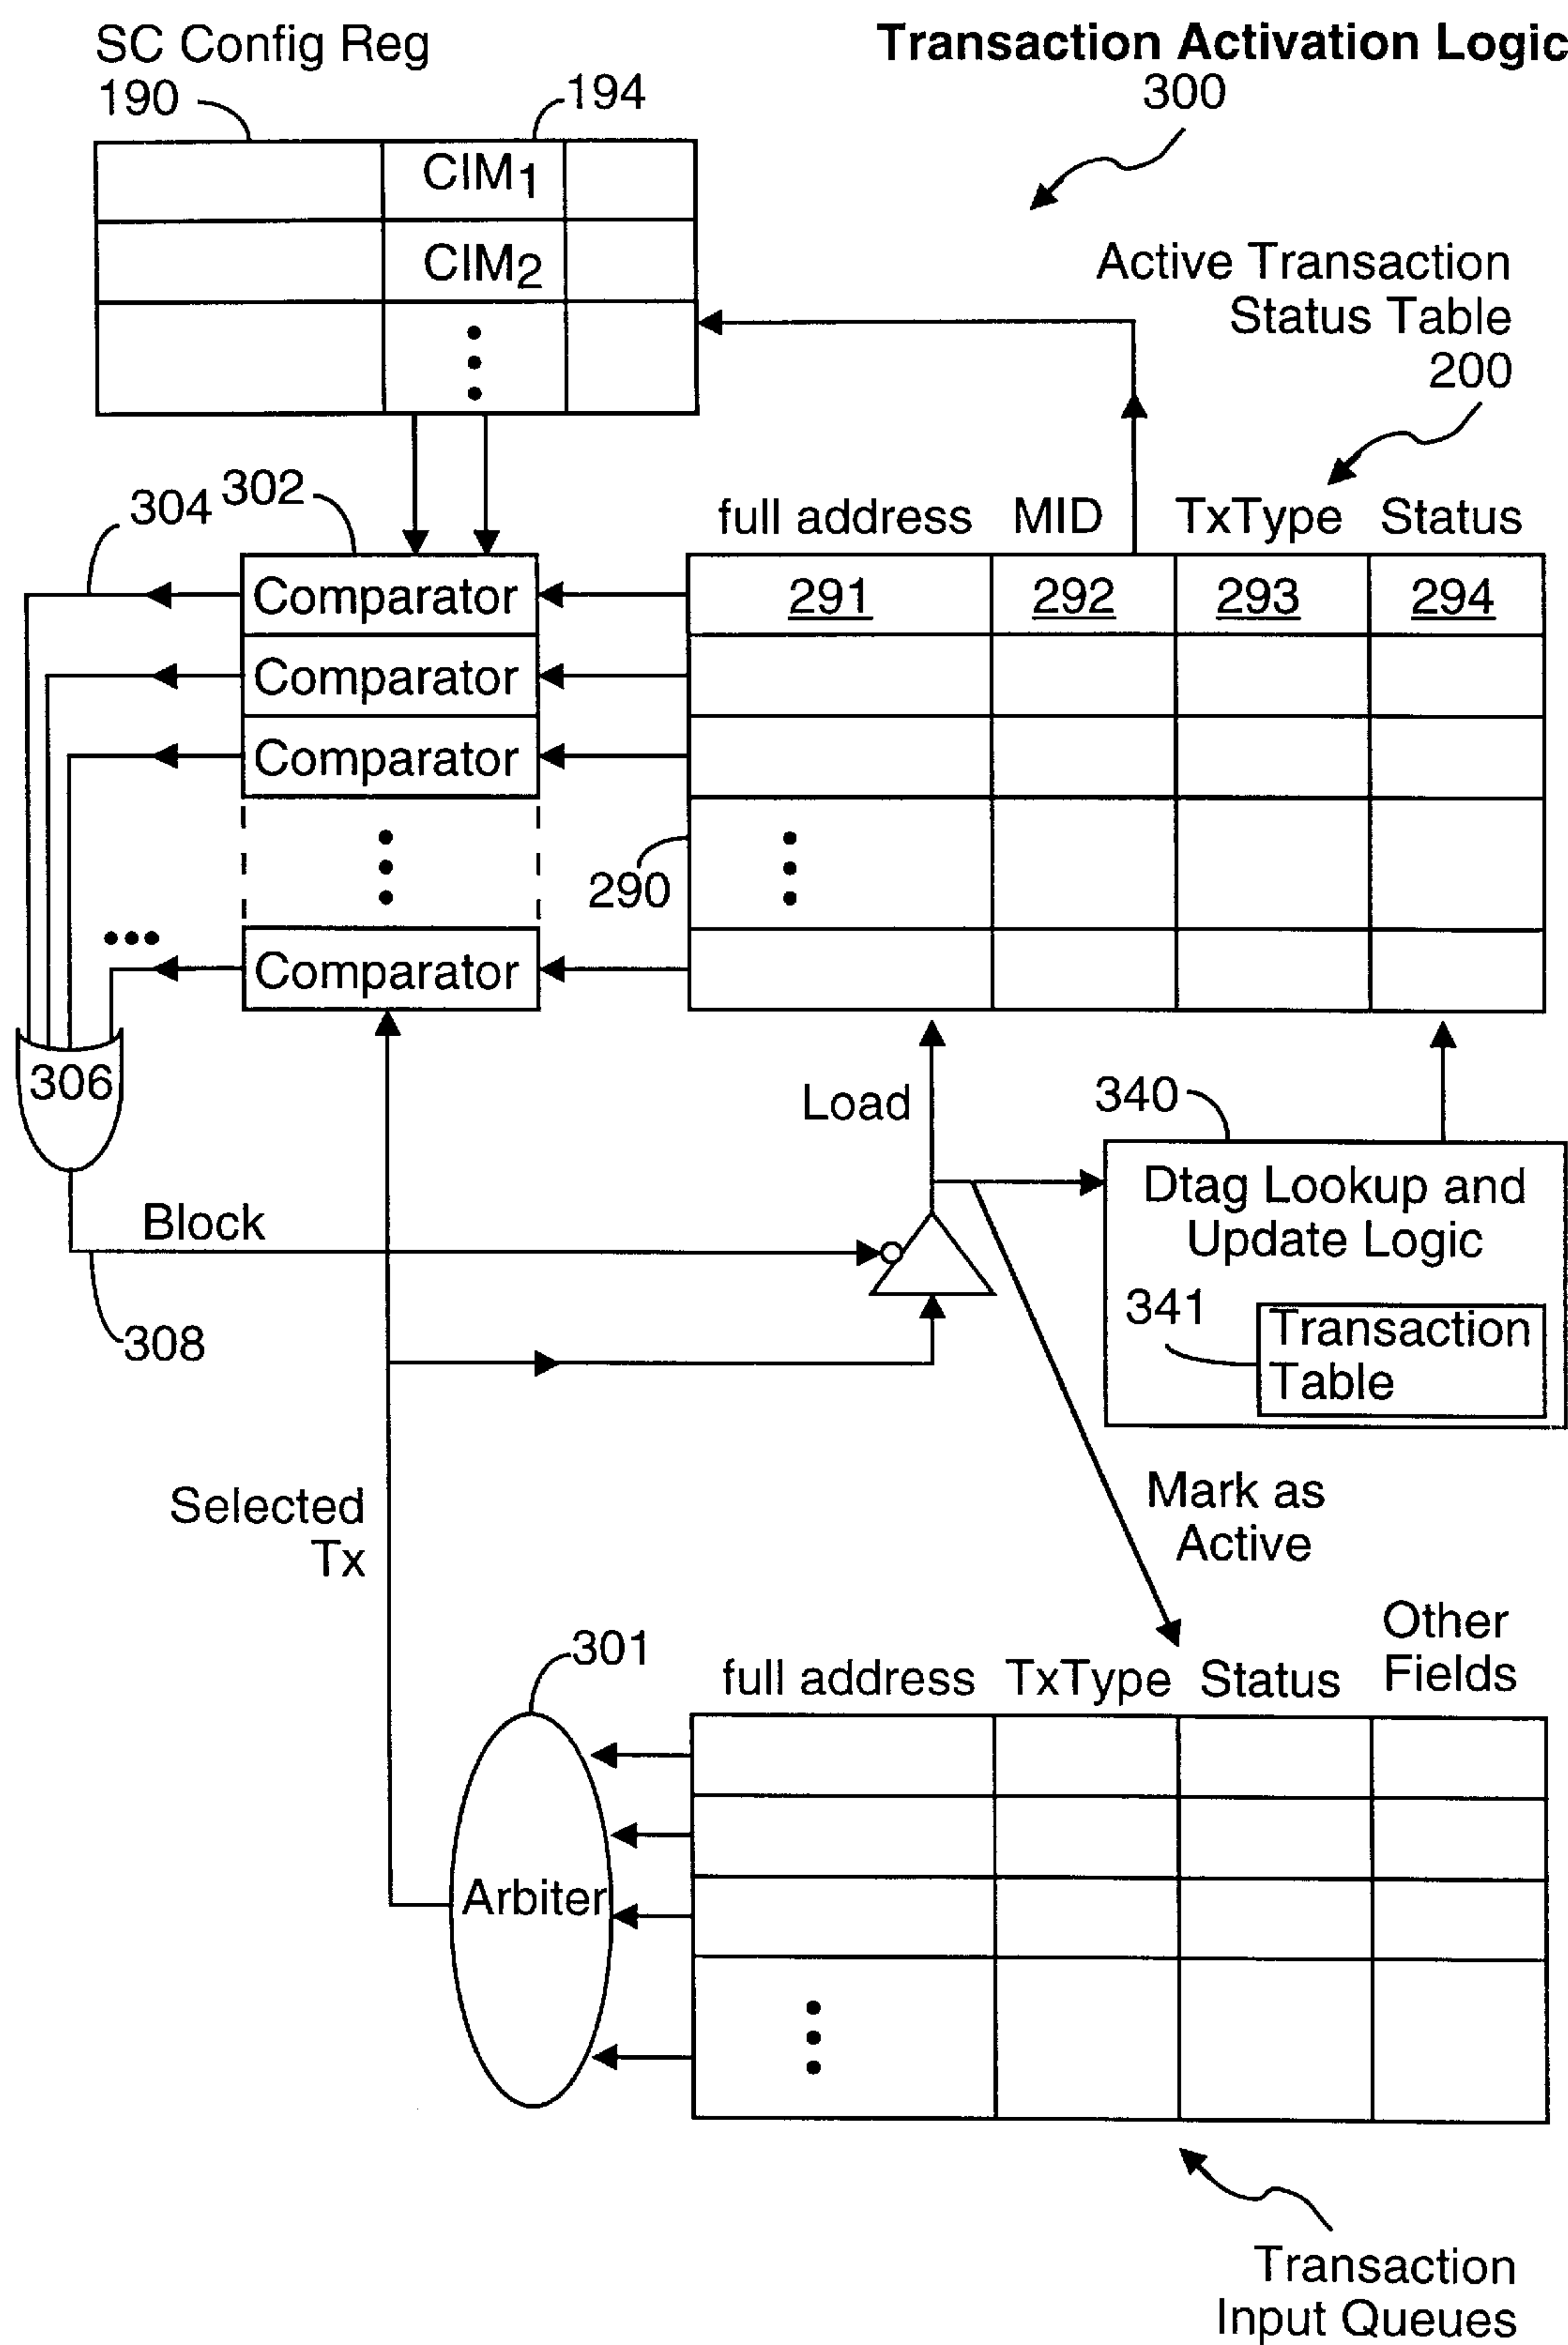 SC Config Reg
190
194
Transaction Activation Logic
300
CIM1
CIM2
Active Transaction
Status Table
200
304
302
full address MID TxType Status
Comparator
291 292 293 294
Comparator
Comparator
290
Comparator
306
Load
340
Block
Dtag Lookup and
Update Logic
308
341
Transaction
Table
Selected
Tx
Mark as
Active
301
full address TxType Status Other
Fields
Arbiter
Transaction
Input Queues